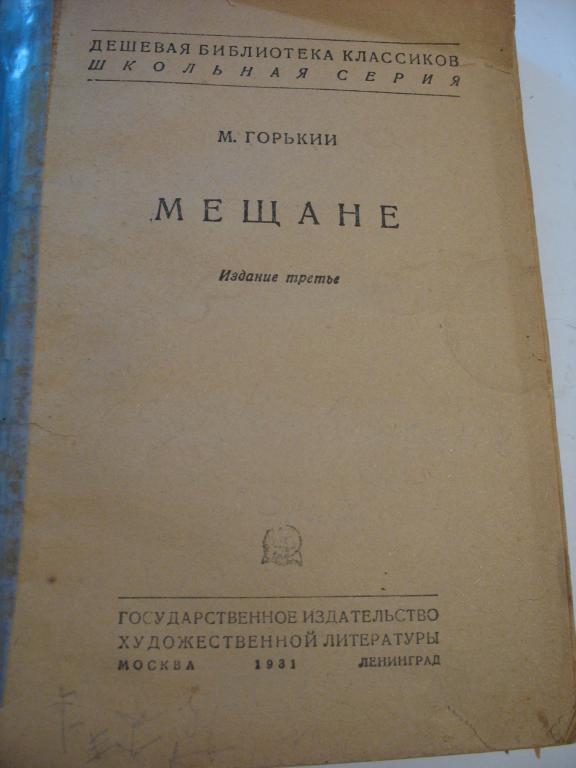 ДЕШЕВАЯ БИБЛИОТЕКА КЛАССИКОВ
ШКОЛЬНАЯ СЕРИЯ
М. ГОРЬКИЙ
МЕЩАНЕ
Издание третье
ГОСУДАРСТВЕННОЕ ИЗДАТЕЛЬСТВО
ХУДОЖЕСТВЕННОЙ ЛИТЕРАТУРЫ
МОСКВА 1931 ЛЕНИНГРАД